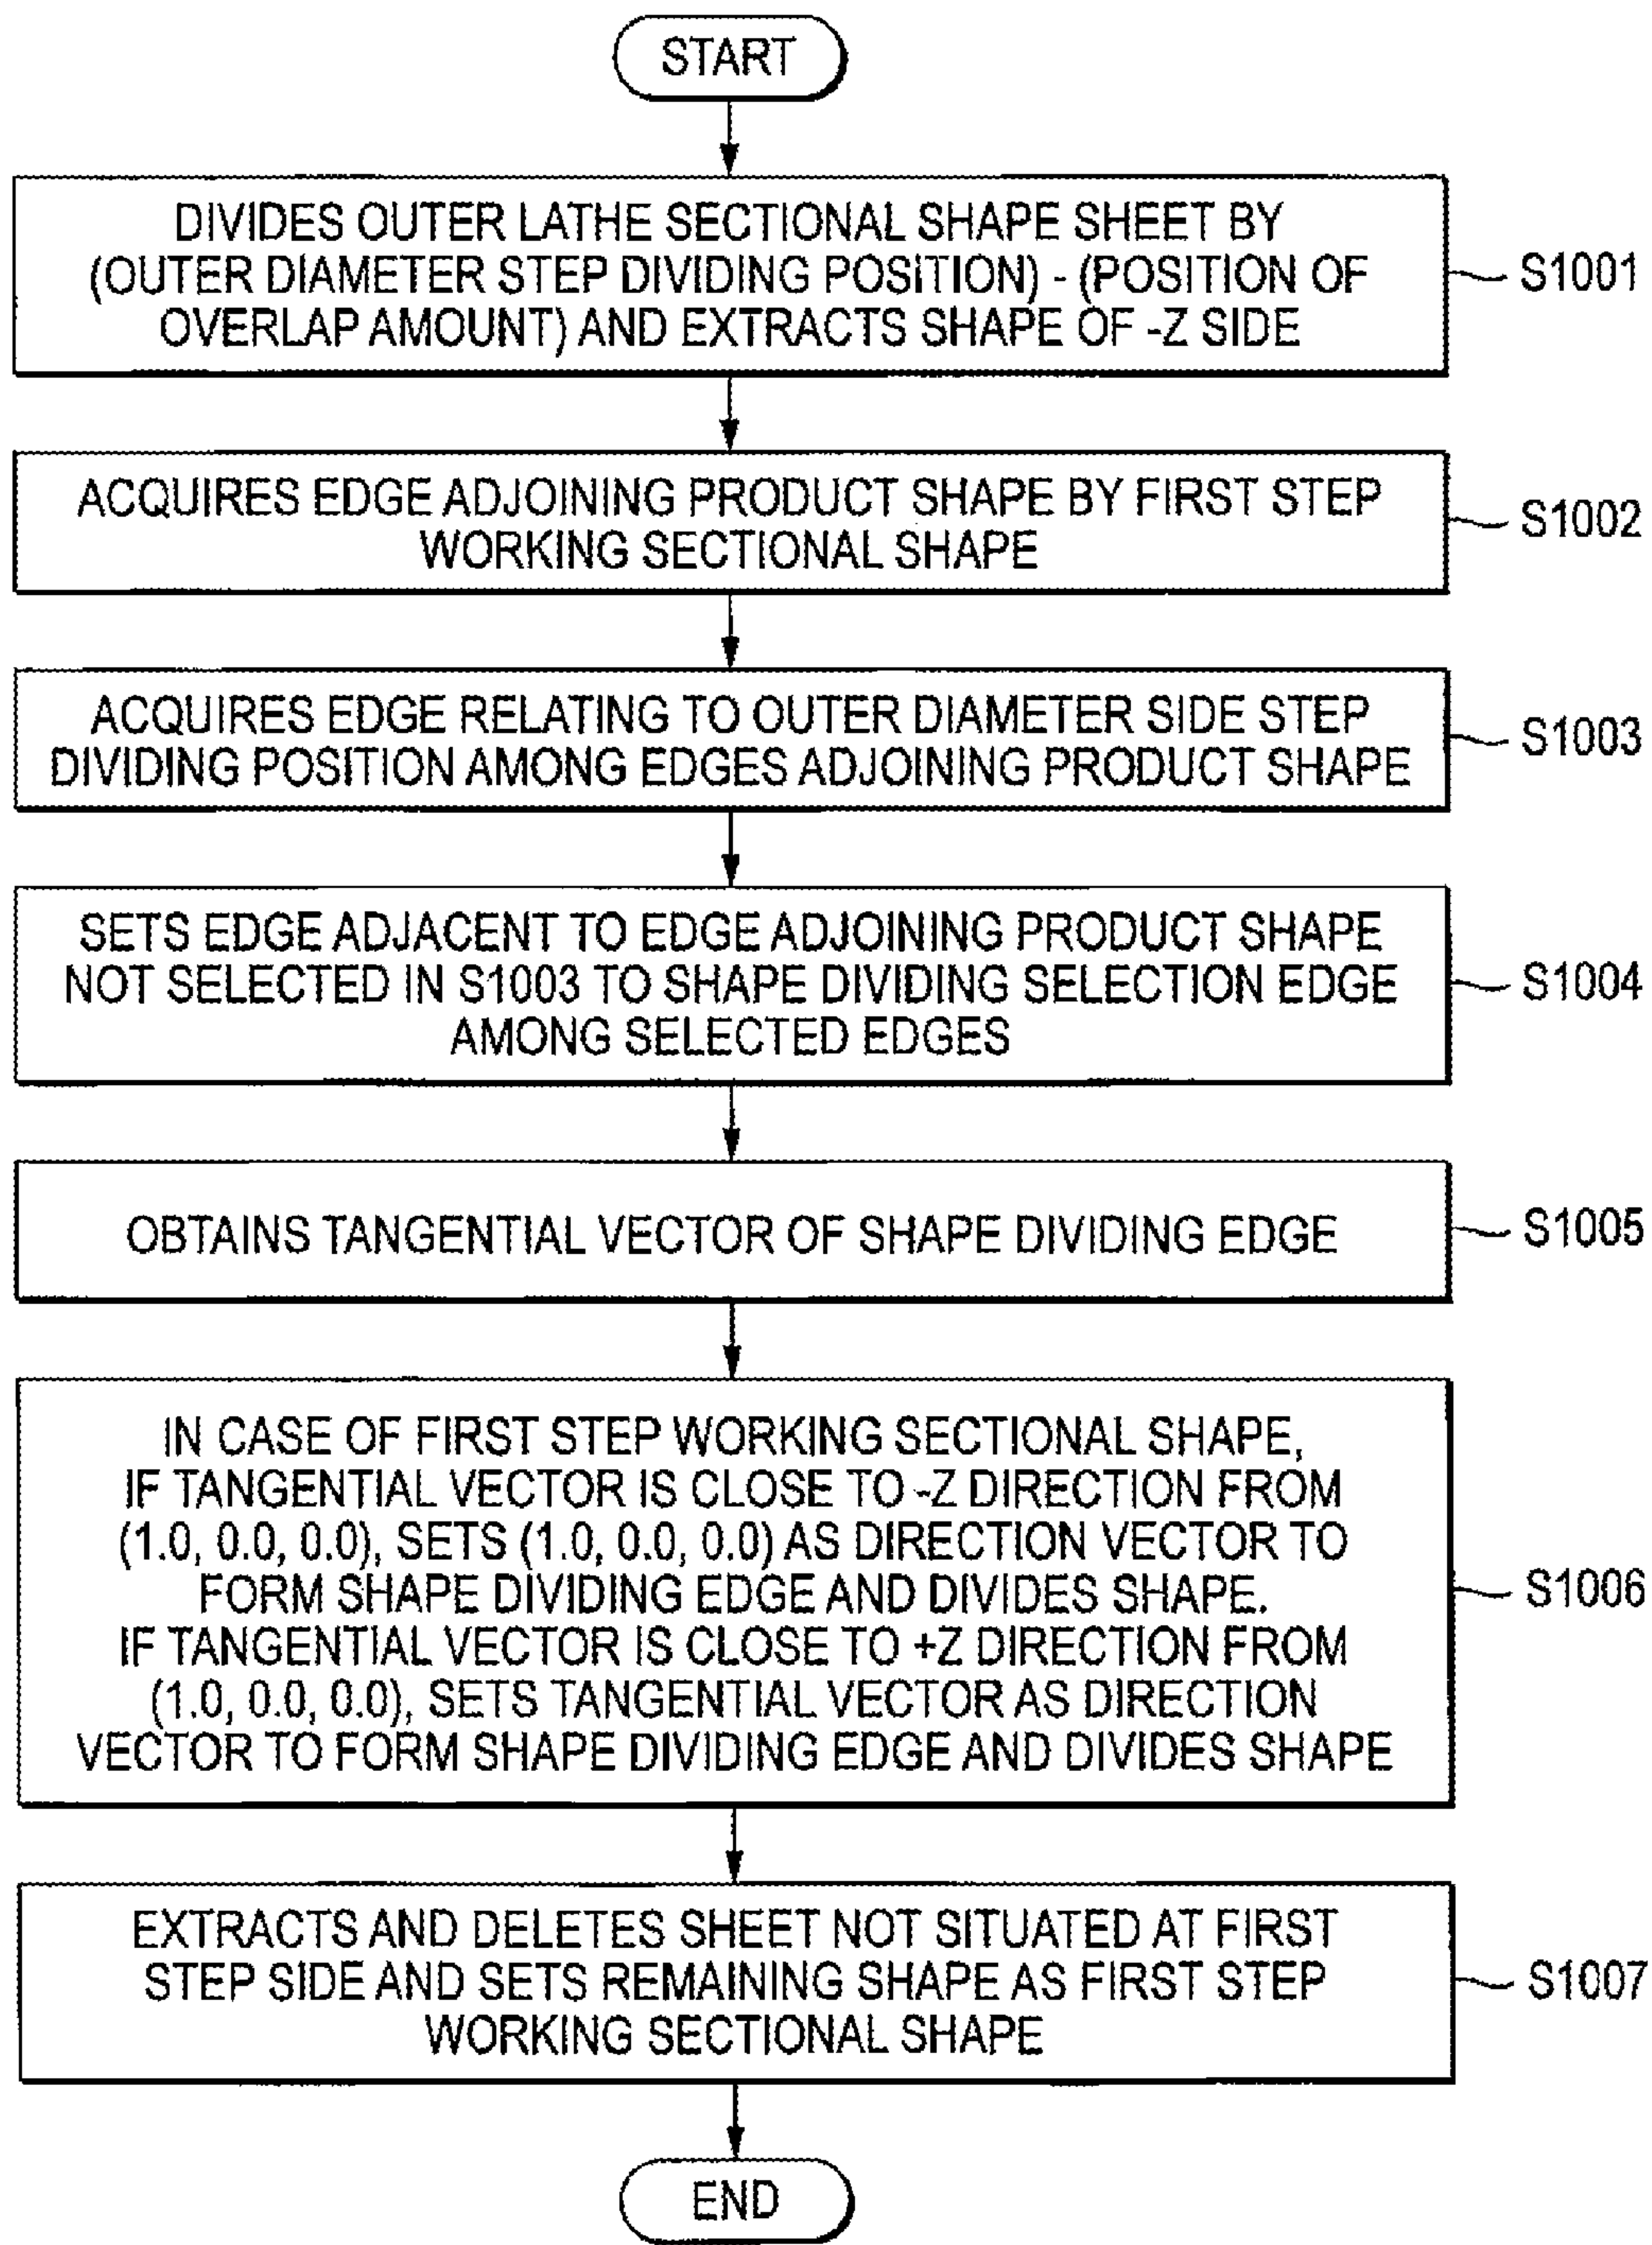 START
DIVIDES OUTER LATHE SECTIONAL SHAPE SHEET BY
(OUTER DIAMETER STEP DIVIDING POSITION) - (POSITION OF
OVERLAP AMOUNT) AND EXTRACTS SHAPE OF -Z SIDE
S1001
ACQUIRES EDGE ADJOINING PRODUCT SHAPE BY FIRST STEP
WORKING SECTIONAL SHAPE
S1002
ACQUIRES EDGE RELATING TO OUTER DIAMETER SIDE STEP
DIVIDING POSITION AMONG EDGES ADJOINING PRODUCT SHAPE
S1003
SETS EDGE ADJACENT TO EDGE ADJOINING PRODUCT SHAPE
NOT SELECTED IN S1003 TO SHAPE DIVIDING SELECTION EDGE
AMONG SELECTED EDGES
S1004
OBTAINS TANGENTIAL VECTOR OF SHAPE DIVIDING EDGE
S1005
IN CASE OF FIRST STEP WORKING SECTIONAL SHAPE,
IF TANGENTIAL VECTOR IS CLOSE TO -Z DIRECTION FROM
(1.0, 0.0, 0.0), SETS (1.0, 0.0, 0.0) AS DIRECTION VECTOR TO
FORM SHAPE DIVIDING EDGE AND DIVIDES SHAPE.
IF TANGENTIAL VECTOR IS CLOSE TO +Z DIRECTION FROM
(1.0, 0.0, 0.0), SETS TANGENTIAL VECTOR AS DIRECTION
VECTOR TO FORM SHAPE DIVIDING EDGE AND DIVIDES SHAPE
S1006
EXTRACTS AND DELETES SHEET NOT SITUATED AT FIRST
STEP SIDE AND SETS REMAINING SHAPE AS FIRST STEP
WORKING SECTIONAL SHAPE
S1007
END